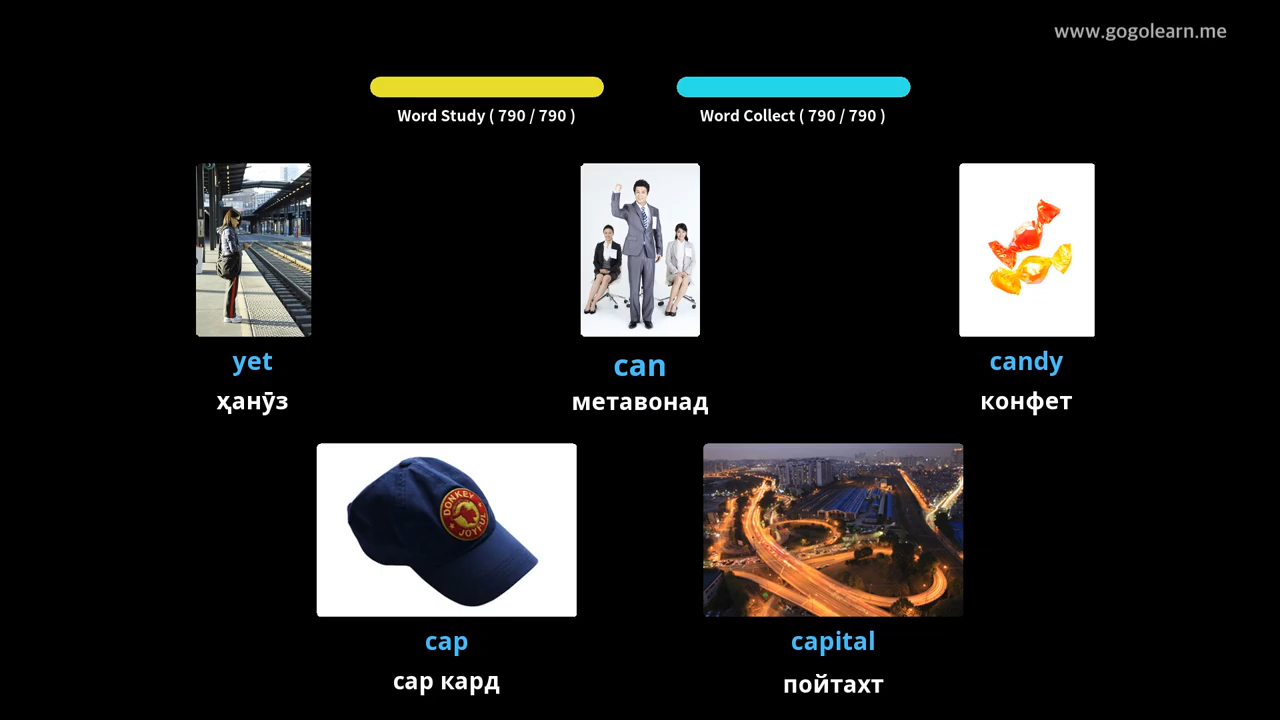 www.gogolearn.me
Word Study ( 790 / 790 )
Word Collect ( 790 / 790 )
yet
can
candy
ҳанӯз
метавонад
конфет
DONKEY
JOYFUL
cap
capital
сар кард
пойтахт